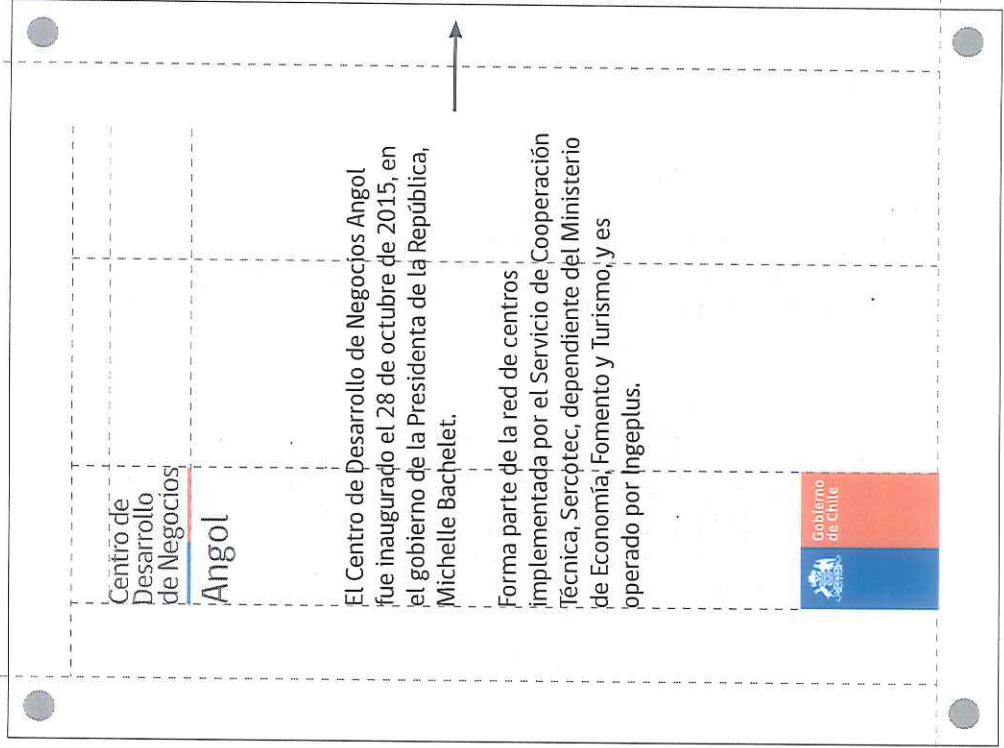 Centro de
Desarrollo
de Negocios
Angol
El Centro de Desarrollo de Negocios Angol
fue inaugurado el 28 de octubre de 2015, en
el gobierno de la Presidenta de la República,
Michelle Bachelet.
Forma parte de la red de centros
implementada por el Servicio de Cooperación
Técnica, Sercotec, dependiente del Ministerio
de Economía, Fomento y Turismo, y es
operado por Ingeplus.
Gobierno
de Chile